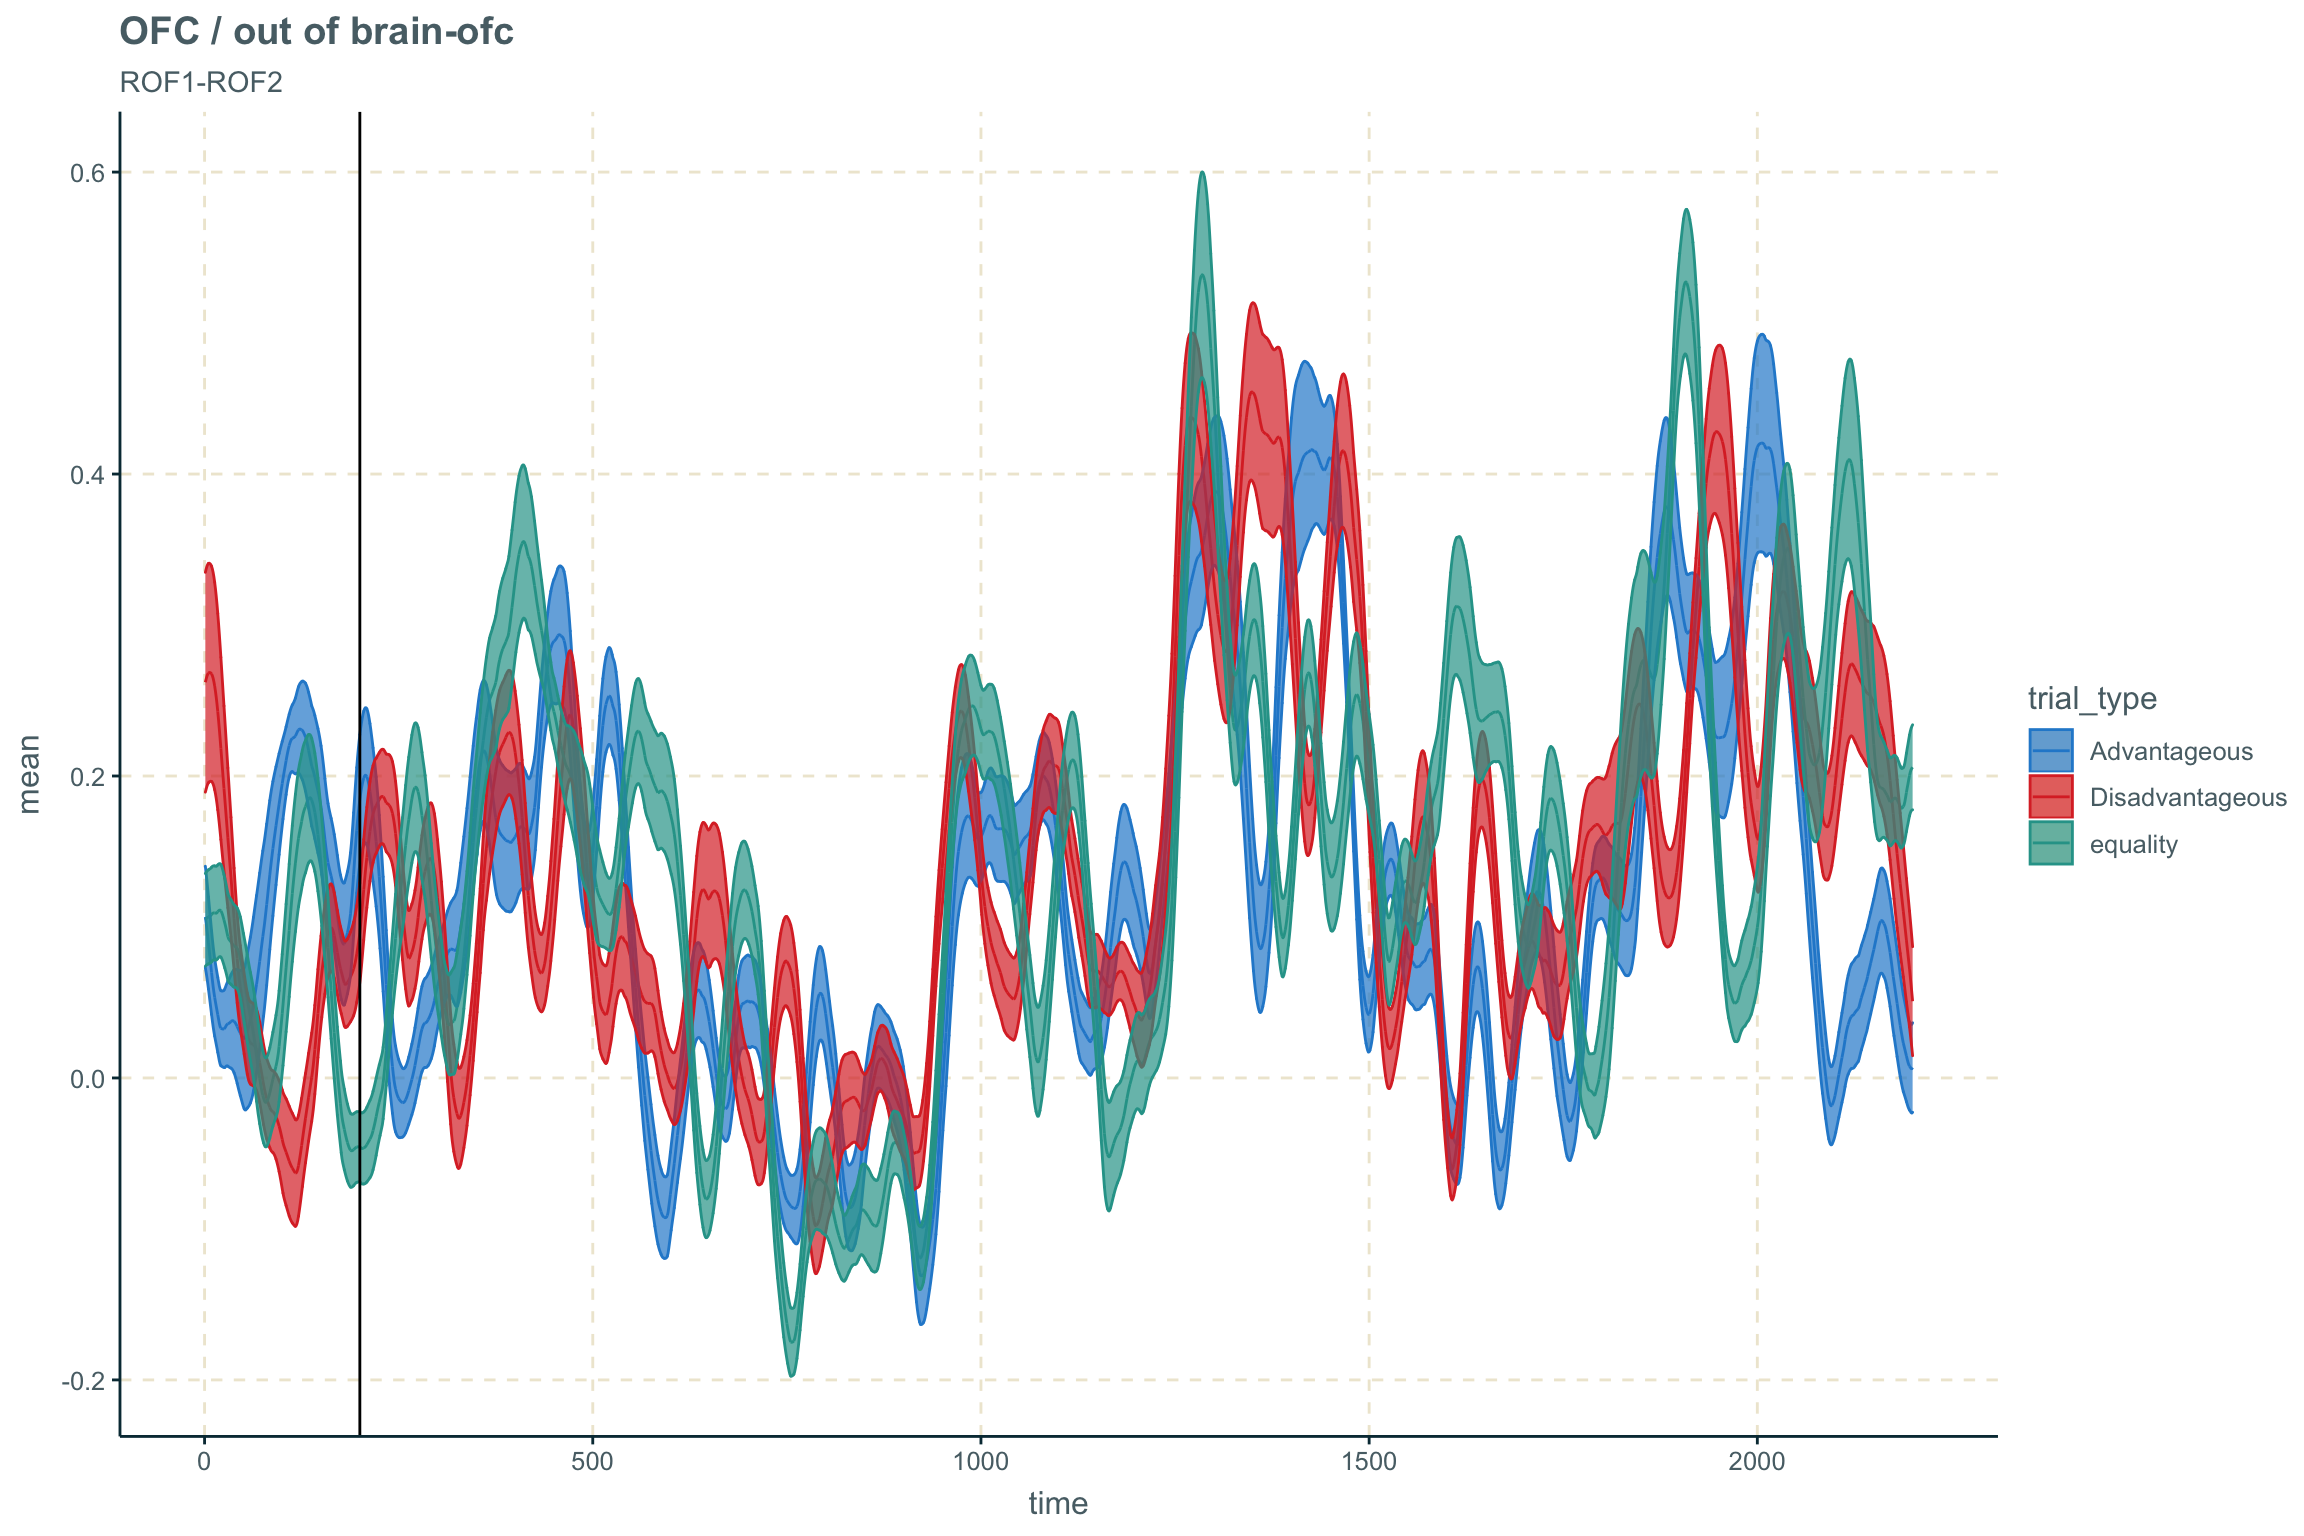 OFC / out of brain-ofc
ROF1-ROF2
0.6
0.4
0.2
0.0
-0.2
mean
0
500
1000
1500
2000
time
trial_type
Advantageous
Disadvantageous
equality